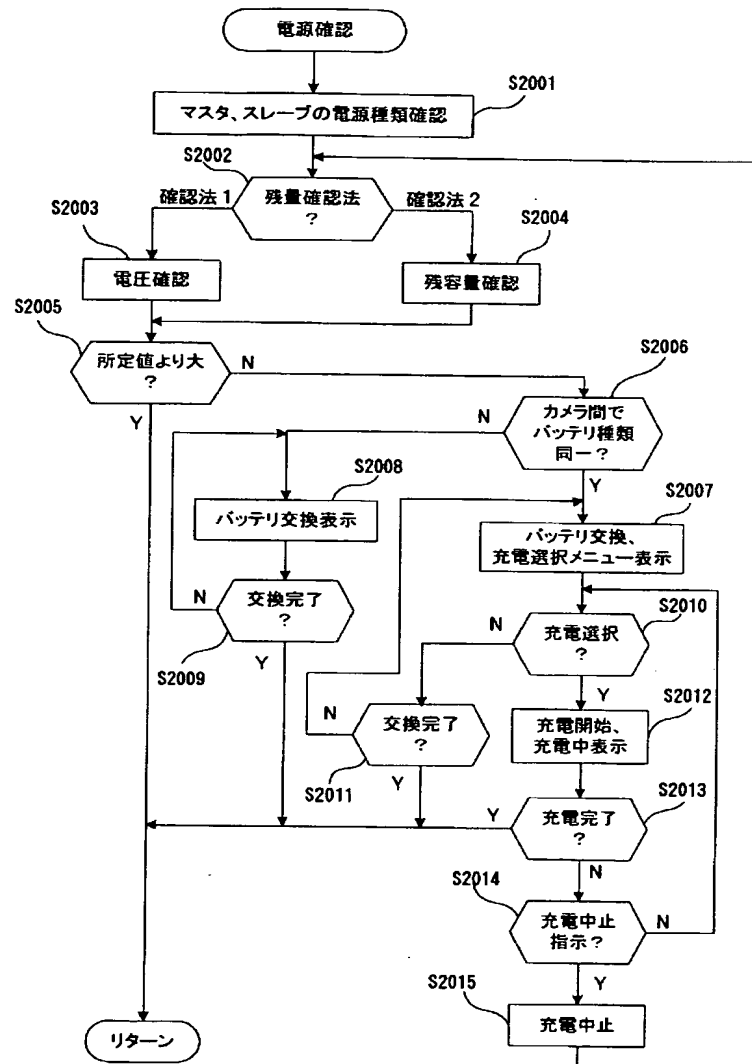 電源確認
S2001
マスタ、スレーブの電源種類確認
S2002
残量確認法
?
確認法1
確認法2
S2003
電圧確認
S2004
残容量確認
S2005
所定値より大
?
N
Y
S2006
カメラ間で
バッテリ種類
同一?
N
Y
S2008
バッテリ交換表示
S2007
バッテリ交換、
充電選択メニュー表示
N
交換完了
?
S2009
Y
S2010
充電選択
?
N
Y
S2012
充電開始、
充電中表示
N
交換完了
?
S2011
Y
S2013
充電完了
?
Y
N
S2014
充電中止
指示?
N
Y
S2015
充電中止
リターン